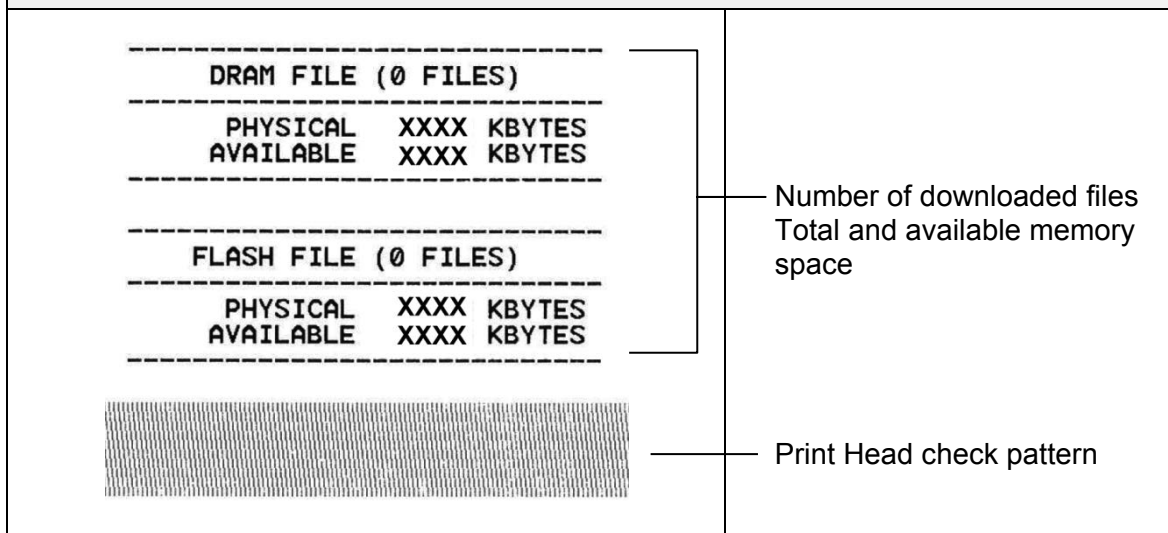 DRAM FILE (0 FILES)
PHYSICAL XXXX KBYTES
AVAILABLE XXXX KBYTES
FLASH FILE (0 FILES)
PHYSICAL XXXX KBYTES
AVAILABLE XXXX KBYTES
Number of downloaded files
Total and available memory
space
Print Head check pattern